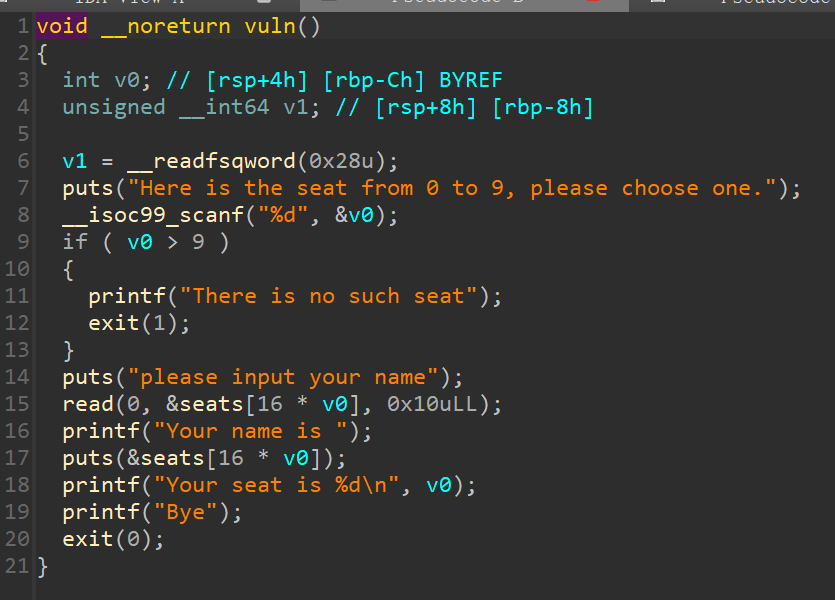 1 void __noreturn vuln()
2 {
3   int v0; // [rsp+4h] [rbp-Ch] BYREF
4   unsigned __int64 v1; // [rsp+8h] [rbp-8h]
5
6   v1 = __readfsqword(0x28u);
7   puts("Here is the seat from 0 to 9, please choose one.");
8   __isoc99_scanf("%d", &v0);
9   if ( v0 > 9 )
10   {
11     printf("There is no such seat");
12     exit(1);
13   }
14   puts("please input your name");
15   read(0, &seats[16 * v0], 0x10uLL);
16   printf("Your name is ");
17   puts(&seats[16 * v0]);
18   printf("Your seat is %d\n", v0);
19   printf("Bye");
20   exit(0);
21 }